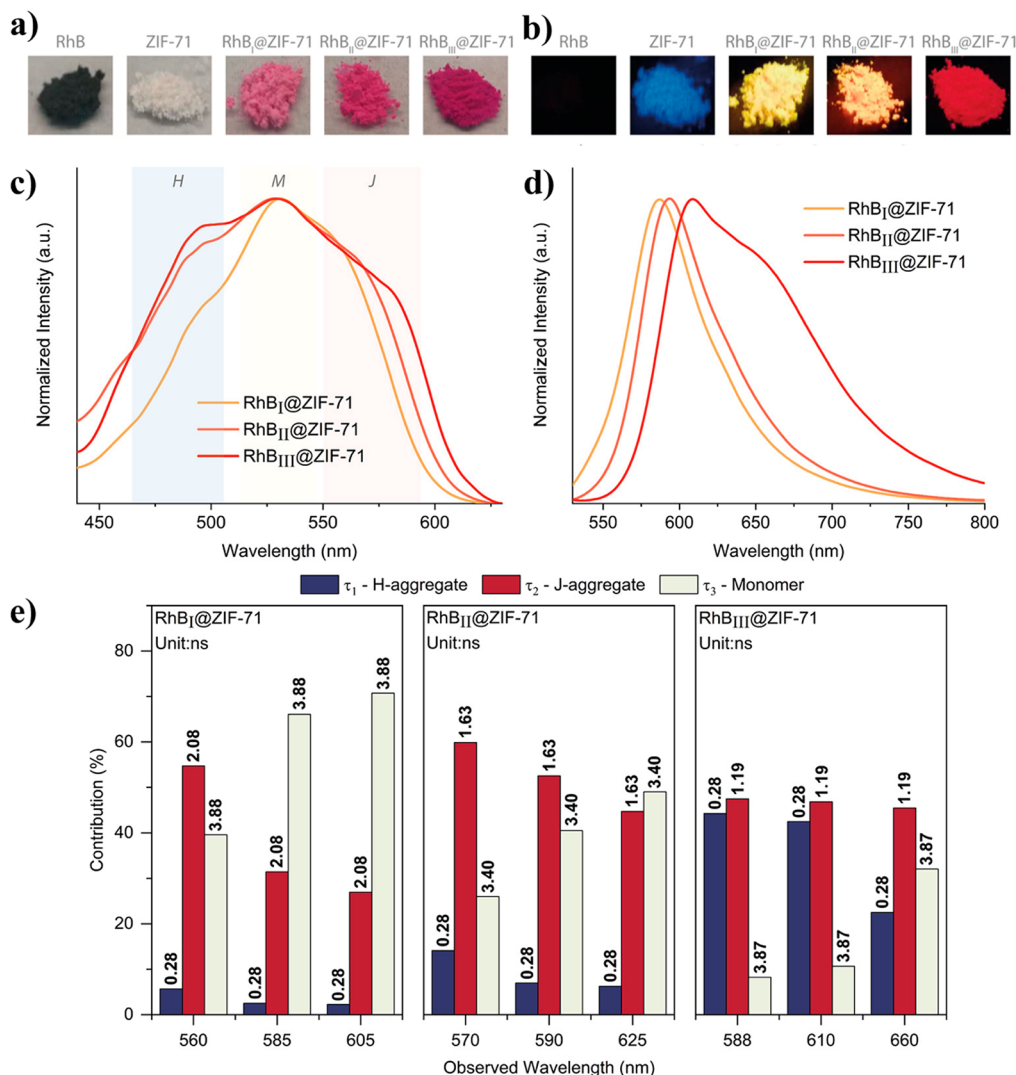 a)
RhB ZIF-71 RhBI@ZIF-71 RhBII@ZIF-71 RhBIII@ZIF-71
b)
RhB ZIF-71 RhBI@ZIF-71 RhBII@ZIF-71 RhBIII@ZIF-71
c)
H M J
Normalized Intensity (a.u.)
RhBI@ZIF-71
RhBII@ZIF-71
RhBIII@ZIF-71
450 500 550 600
Wavelength (nm)
d)
Normalized Intensity (a.u.)
RhBI@ZIF-71
RhBII@ZIF-71
RhBIII@ZIF-71
550 600 650 700 750 800
Wavelength (nm)
τ1 - H-aggregate τ2 - J-aggregate τ3 - Monomer
e)
Contribution (%)
80
60
40
20
0
RhBI@ZIF-71
Unit:ns
0.28 2.08 3.88 0.28 2.08 3.88 0.28 2.08 3.88
560 585 605
RhBII@ZIF-71
Unit:ns
0.28 1.63 3.40 0.28 1.63 3.40 0.28 1.63 3.40
570 590 625
RhBIII@ZIF-71
Unit:ns
0.28 1.19 3.87 0.28 1.19 3.87 0.28 1.19 3.87
588 610 660
Observed Wavelength (nm)